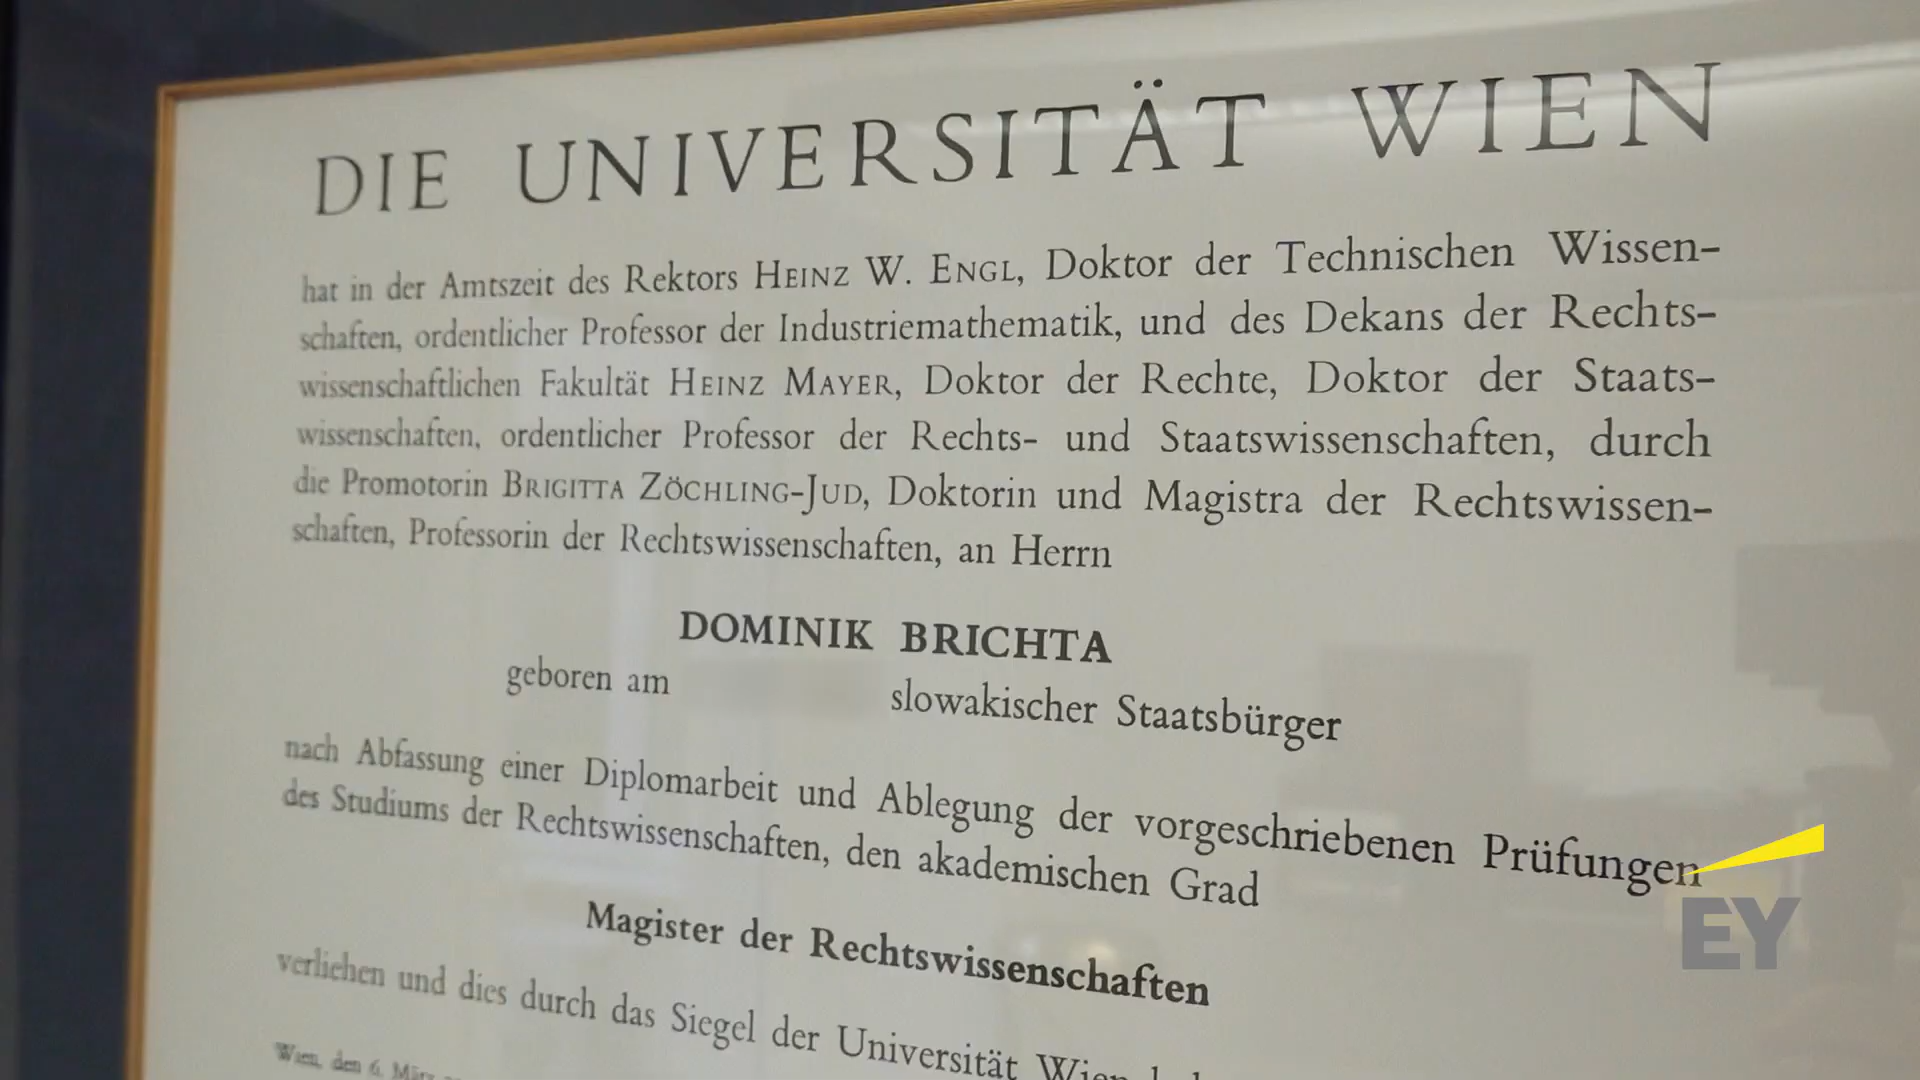 DIE UNIVERSITÄT WIEN
hat in der Amtszeit des Rektors HEINZ W. ENGL, Doktor der Technischen Wissen-
schaften, ordentlicher Professor der Industriemathematik, und des Dekans der Rechts-
wissenschaftlichen Fakultät HEINZ MAYER, Doktor der Rechte, Doktor der Staats-
wissenschaften, ordentlicher Professor der Rechts- und Staatswissenschaften, durch
die Promotorin BRIGITTA ZÖCHLING-JUD, Doktorin und Magistra der Rechtswissen-
schaften, Professorin der Rechtswissenschaften, an Herrn
DOMINIK BRICHTA
geboren am slowakischer Staatsbürger
nach Abfassung einer Diplomarbeit und Ablegung der vorgeschriebenen Prüfungen
des Studiums der Rechtswissenschaften, den akademischen Grad
Magister der Rechtswissenschaften
verliehen und dies durch das Siegel der Universität Wien
Wien, den 6. März
EY